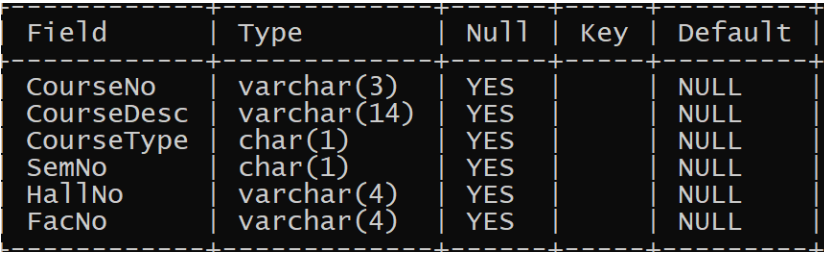 | Field | Type | Null | Key | Default |
| CourseNo | varchar(3) | YES | | NULL |
| CourseDesc | varchar(14) | YES | | NULL |
| CourseType | char(1) | YES | | NULL |
| SemNo | char(1) | YES | | NULL |
| HallNo | varchar(4) | YES | | NULL |
| FacNo | varchar(4) | YES | | NULL |